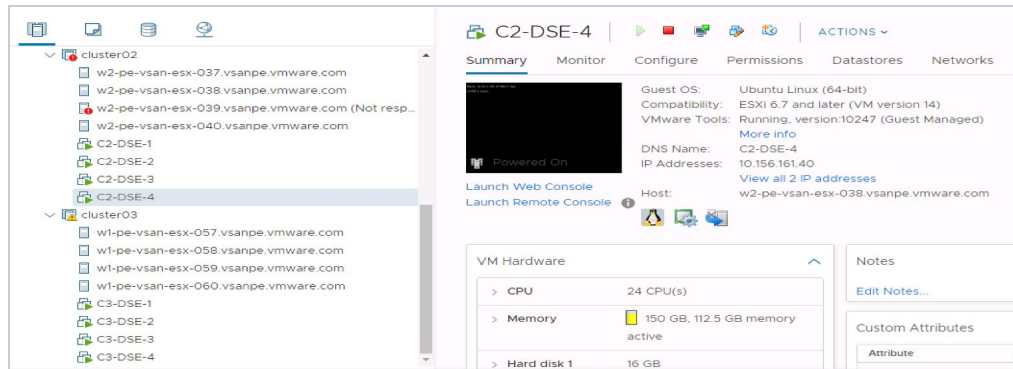 cluster02
w2-pe-vsan-esx-037.vsanpe.vmware.com
w2-pe-vsan-esx-038.vsanpe.vmware.com
w2-pe-vsan-esx-039.vsanpe.vmware.com (Not resp...
w2-pe-vsan-esx-040.vsanpe.vmware.com
C2-DSE-1
C2-DSE-2
C2-DSE-3
C2-DSE-4
cluster03
w1-pe-vsan-esx-057.vsanpe.vmware.com
w1-pe-vsan-esx-058.vsanpe.vmware.com
w1-pe-vsan-esx-059.vsanpe.vmware.com
w1-pe-vsan-esx-060.vsanpe.vmware.com
C3-DSE-1
C3-DSE-2
C3-DSE-3
C3-DSE-4
C2-DSE-4 ACTIONS
Summary Monitor Configure Permissions Datastores Networks
Powered On
Launch Web Console
Launch Remote Console
Guest OS: Ubuntu Linux (64-bit)
Compatibility: ESXi 6.7 and later (VM version 14)
VMware Tools: Running, version:10247 (Guest Managed)
More info
DNS Name: C2-DSE-4
IP Addresses: 10.156.161.40
View all 2 IP addresses
Host: w2-pe-vsan-esx-038.vsanpe.vmware.com
VM Hardware
CPU 24 CPU(s)
Memory 150 GB, 112.5 GB memory
active
Hard disk 1 16 GB
Notes
Edit Notes...
Custom Attributes
Attribute